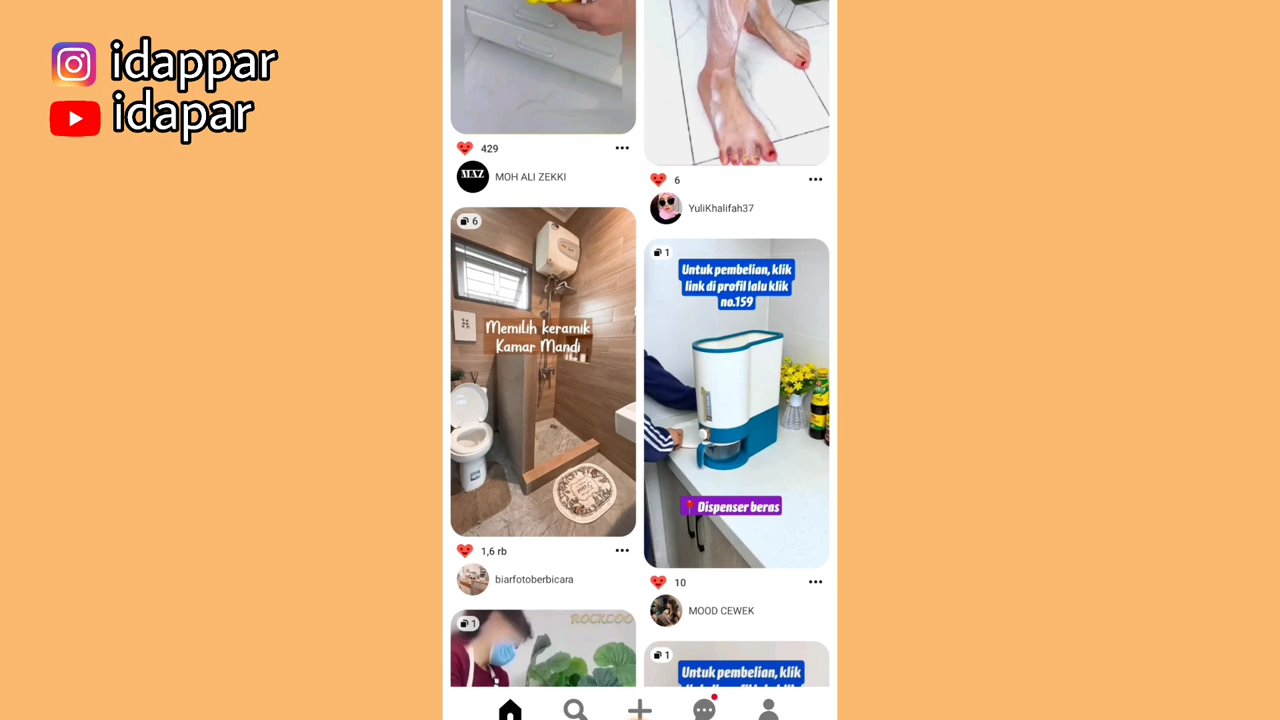 idappar
idapar
429
MAZ
MOH ALI ZEKKI
6
YuliKhalifah37
6
Memilih keramik
Kamar Mandi
1,6 rb
biarfotoberbicara
1
Untuk pembelian, klik
link di profil lalu klik
no.159
Dispenser beras
10
MOOD CEWEK
1
ROCKCOO
1
Untuk pembelian, klik